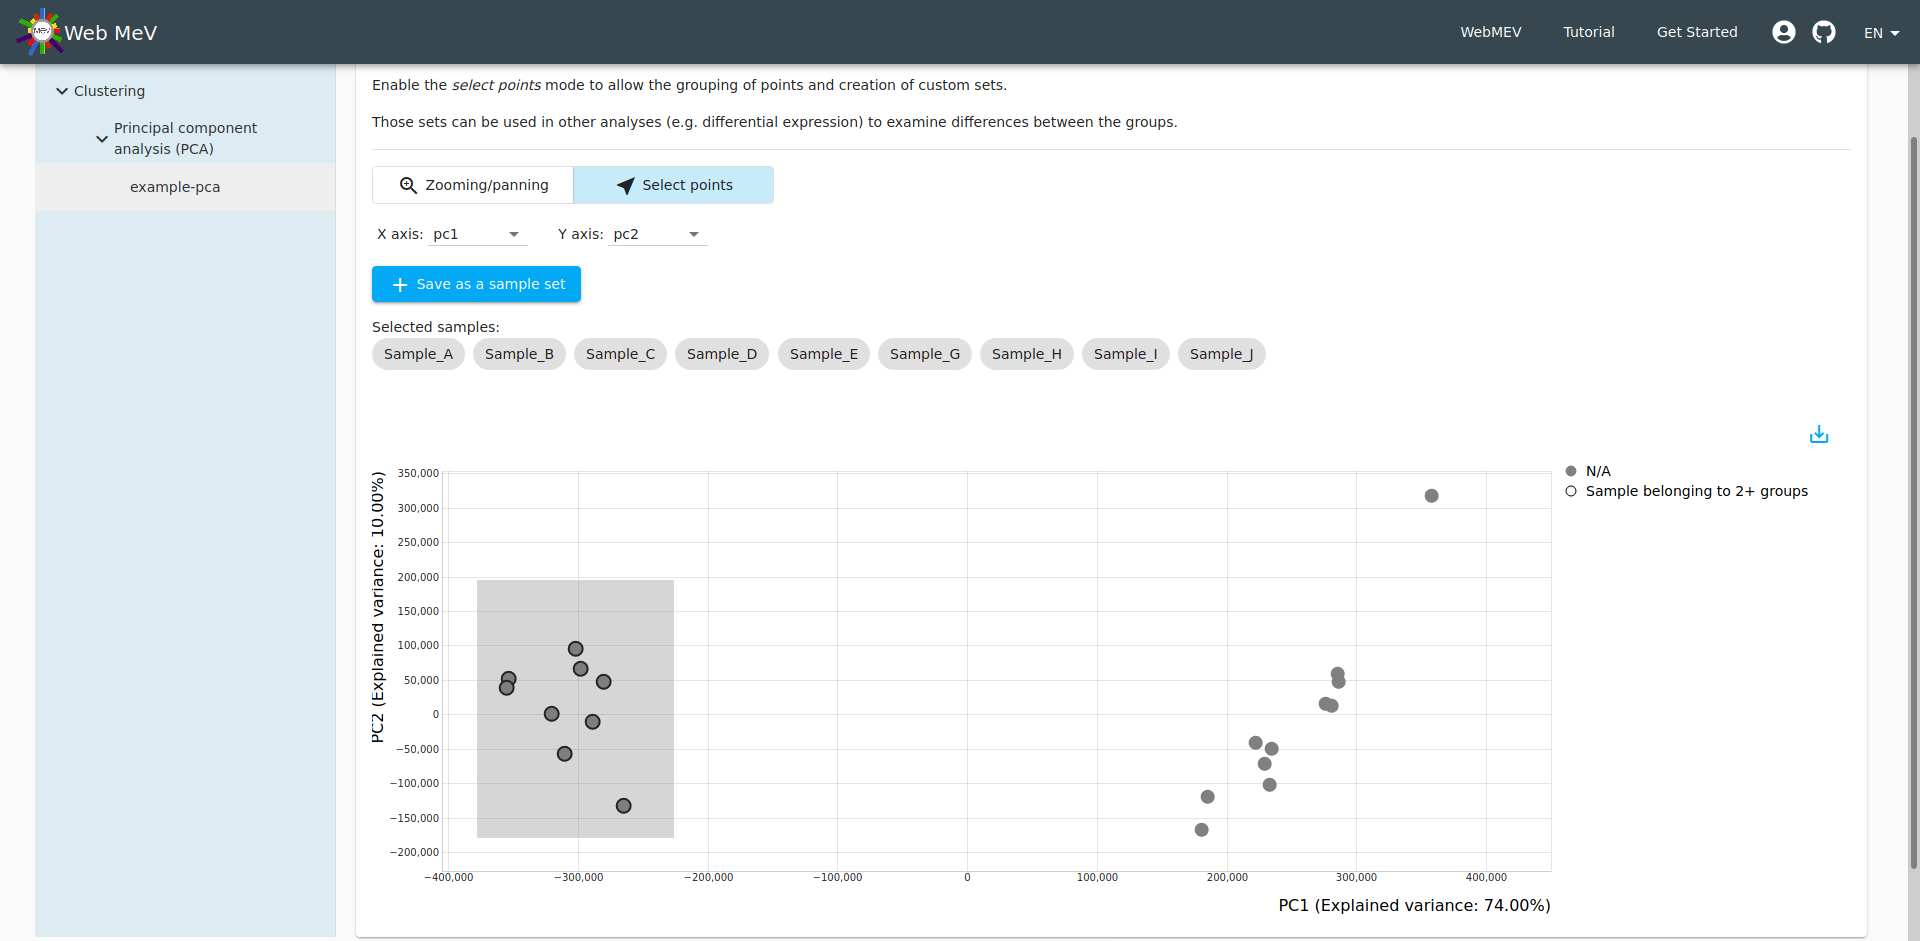 MEV
Web MeV
WebMEV
Tutorial
Get Started
EN
Clustering
Principal component
analysis (PCA)
example-pca
Enable the select points mode to allow the grouping of points and creation of custom sets.
Those sets can be used in other analyses (e.g. differential expression) to examine differences between the groups.
Zooming/panning
Select points
X axis: pc1
Y axis: pc2
Save as a sample set
Selected samples:
Sample_A
Sample_B
Sample_C
Sample_D
Sample_E
Sample_G
Sample_H
Sample_I
Sample_J
PC2 (Explained variance: 10.00%)
350,000
300,000
250,000
200,000
150,000
100,000
50,000
0
−50,000
−100,000
−150,000
−200,000
−400,000
−300,000
−200,000
−100,000
0
100,000
200,000
300,000
400,000
PC1 (Explained variance: 74.00%)
N/A
Sample belonging to 2+ groups